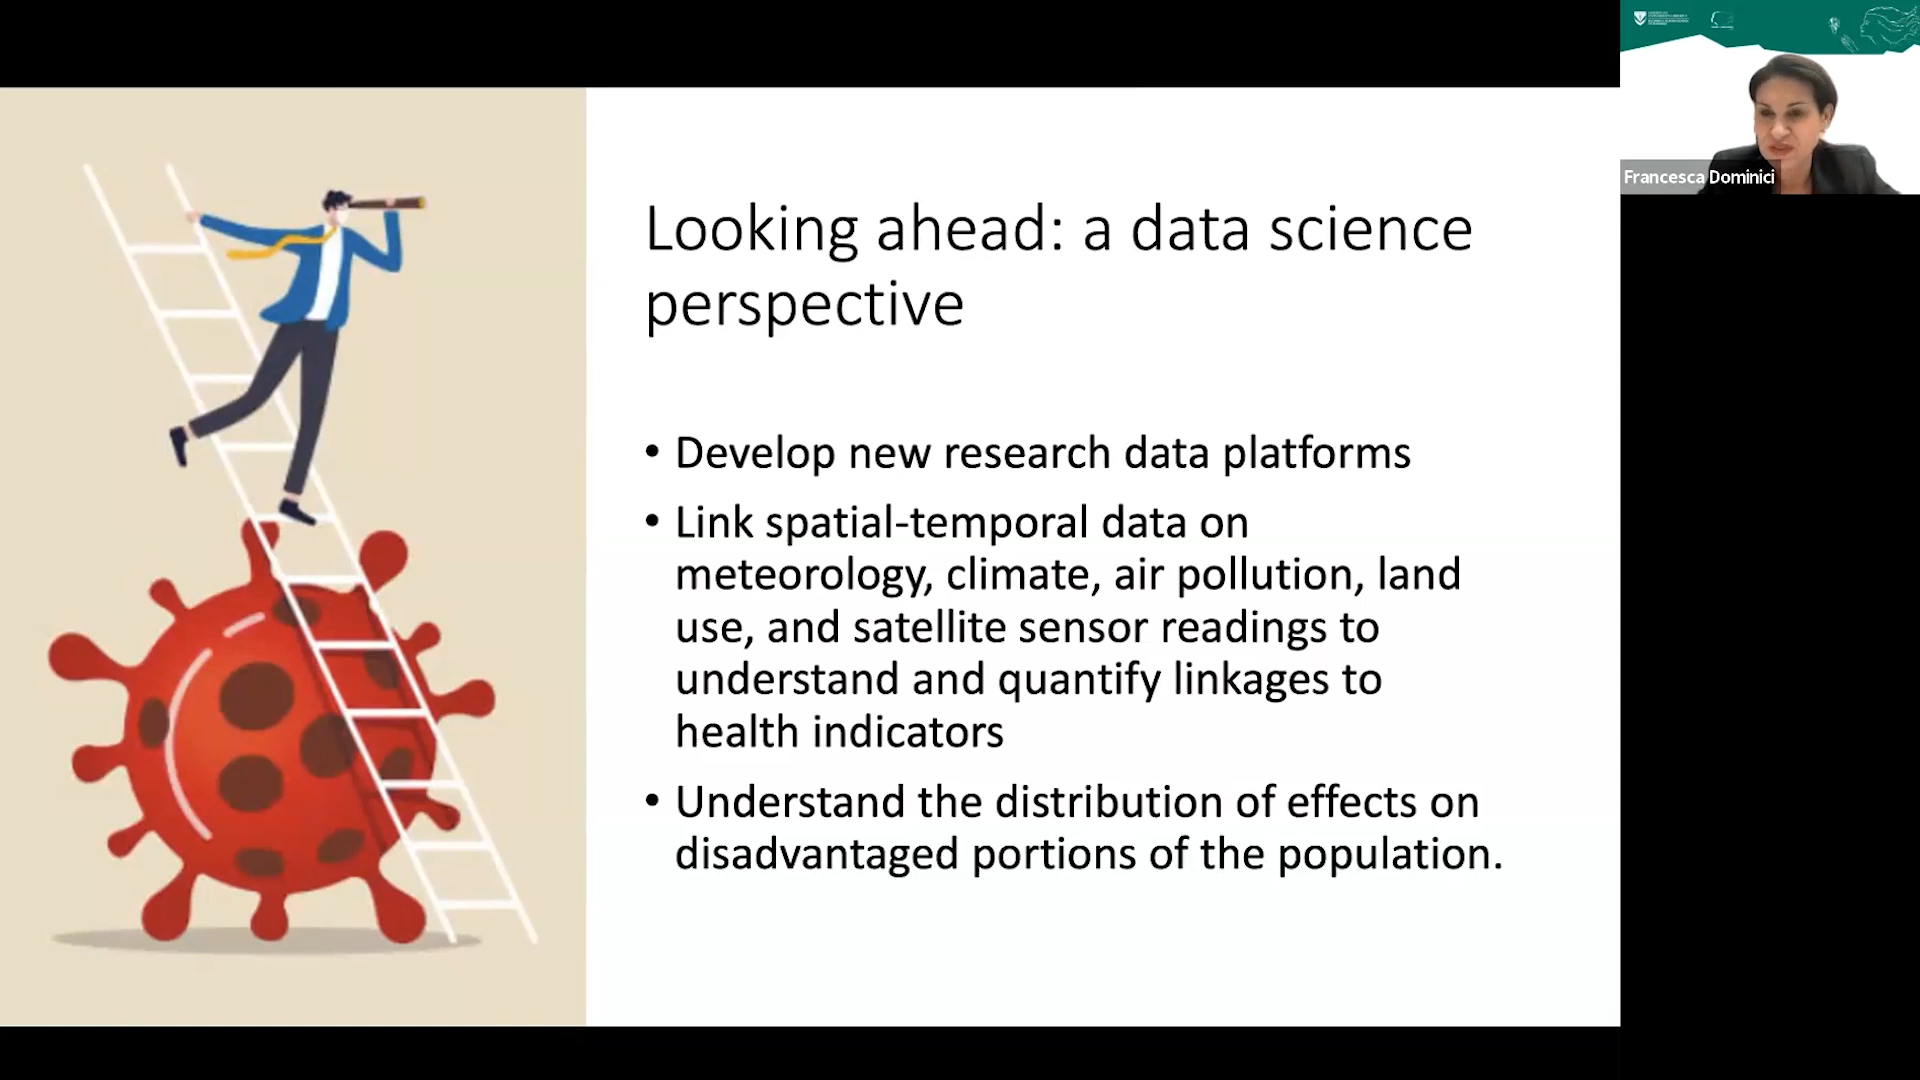 Looking ahead: a data science
perspective
• Develop new research data platforms
• Link spatial-temporal data on
meteorology, climate, air pollution, land
use, and satellite sensor readings to
understand and quantify linkages to
health indicators
• Understand the distribution of effects on
disadvantaged portions of the population.
Francesca Dominici